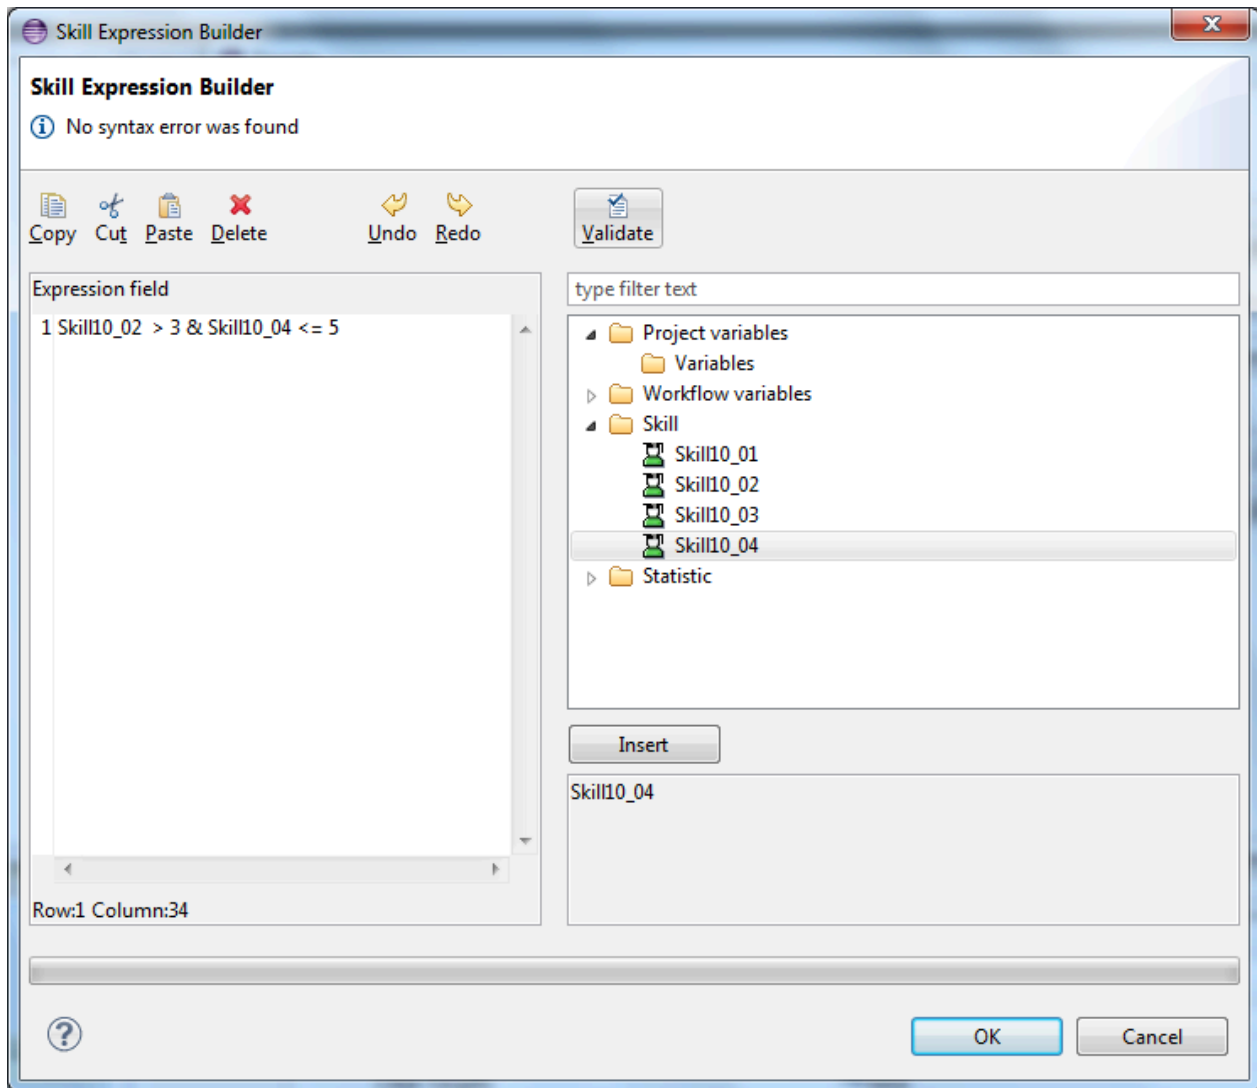 Skill Expression Builder
X
Skill Expression Builder
No syntax error was found
Copy Cut Paste Delete Undo Redo Validate
Expression field
1 Skill10_02  > 3 & Skill10_04 <= 5
Row:1 Column:34
type filter text
Project variables
Variables
Workflow variables
Skill
Skill10_01
Skill10_02
Skill10_03
Skill10_04
Statistic
Insert
Skill10_04
?
OK Cancel